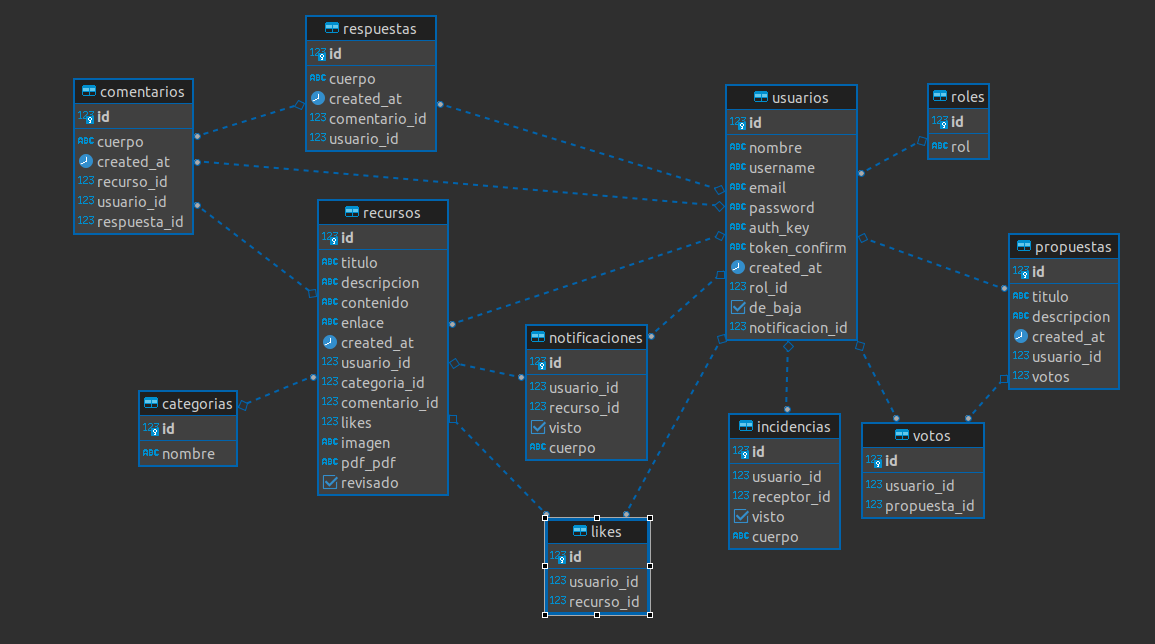 respuestas
123 id
ABC cuerpo
created_at
123 comentario_id
123 usuario_id
comentarios
123 id
ABC cuerpo
created_at
123 recurso_id
123 usuario_id
123 respuesta_id
usuarios
123 id
ABC nombre
ABC username
ABC email
ABC password
ABC auth_key
ABC token_confirm
created_at
123 rol_id
de_baja
123 notificacion_id
roles
123 id
ABC rol
recursos
123 id
ABC titulo
ABC descripcion
ABC contenido
ABC enlace
created_at
123 usuario_id
123 categoria_id
123 comentario_id
123 likes
ABC imagen
ABC pdf_pdf
revisado
propuestas
123 id
ABC titulo
ABC descripcion
created_at
123 usuario_id
123 votos
notificaciones
123 id
123 usuario_id
123 recurso_id
visto
ABC cuerpo
categorias
123 id
ABC nombre
incidencias
123 id
123 usuario_id
123 receptor_id
visto
ABC cuerpo
votos
123 id
123 usuario_id
123 propuesta_id
likes
123 id
123 usuario_id
123 recurso_id